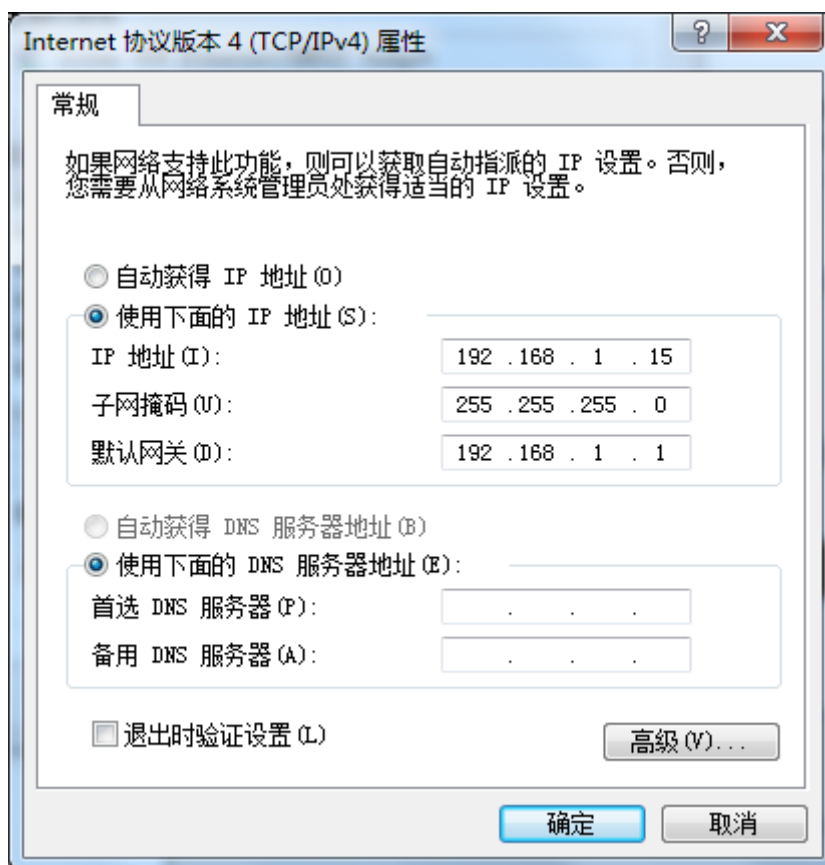 Internet 协议版本 4 (TCP/IPv4) 属性
常规
如果网络支持此功能，则可以获取自动指派的 IP 设置。否则，
您需要从网络系统管理员处获得适当的 IP 设置。
自动获得 IP 地址(O)
使用下面的 IP 地址(S):
IP 地址(I): 192 .168 . 1 . 15
子网掩码(U): 255 .255 .255 . 0
默认网关(D): 192 .168 . 1 . 1
自动获得 DNS 服务器地址(B)
使用下面的 DNS 服务器地址(E):
首选 DNS 服务器(P): . . .
备用 DNS 服务器(A): . . .
退出时验证设置(L)
高级(V)...
确定 取消